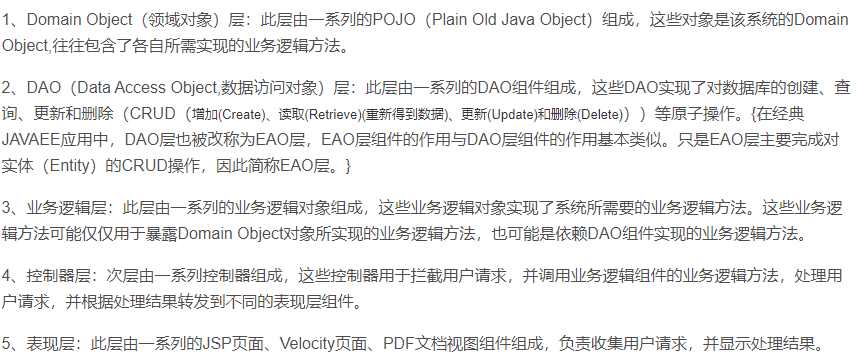 1、Domain Object（领域对象）层：此层由一系列的POJO（Plain Old Java Object）组成，这些对象是该系统的Domain
Object,往往包含了各自所需实现的业务逻辑方法。
2、DAO（Data Access Object,数据访问对象）层：此层由一系列的DAO组件组成，这些DAO实现了对数据库的创建、查
询、更新和删除（CRUD（增加(Create)、读取(Retrieve)(重新得到数据)、更新(Update)和删除(Delete)））等原子操作。{在经典
JAVAEE应用中，DAO层也被改称为EAO层，EAO层组件的作用与DAO层组件的作用基本类似。只是EAO层主要完成对
实体（Entity）的CRUD操作，因此简称EAO层。}
3、业务逻辑层：此层由一系列的业务逻辑对象组成，这些业务逻辑对象实现了系统所需要的业务逻辑方法。这些业务逻
辑方法可能仅仅用于暴露Domain Object对象所实现的业务逻辑方法，也可能是依赖DAO组件实现的业务逻辑方法。
4、控制器层：次层由一系列控制器组成，这些控制器用于拦截用户请求，并调用业务逻辑组件的业务逻辑方法，处理用
户请求，并根据处理结果转发到不同的表现层组件。
5、表现层：此层由一系列的JSP页面、Velocity页面、PDF文档视图组件组成，负责收集用户请求，并显示处理结果。